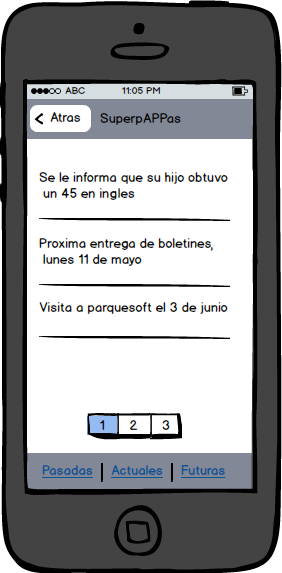 ABC 11:05 PM
Atras SuperpAPPas
Se le informa que su hijo obtuvo
un 45 en ingles
Proxima entrega de boletines,
lunes 11 de mayo
Visita a parquesoft el 3 de junio
1 2 3
Pasadas Actuales Futuras